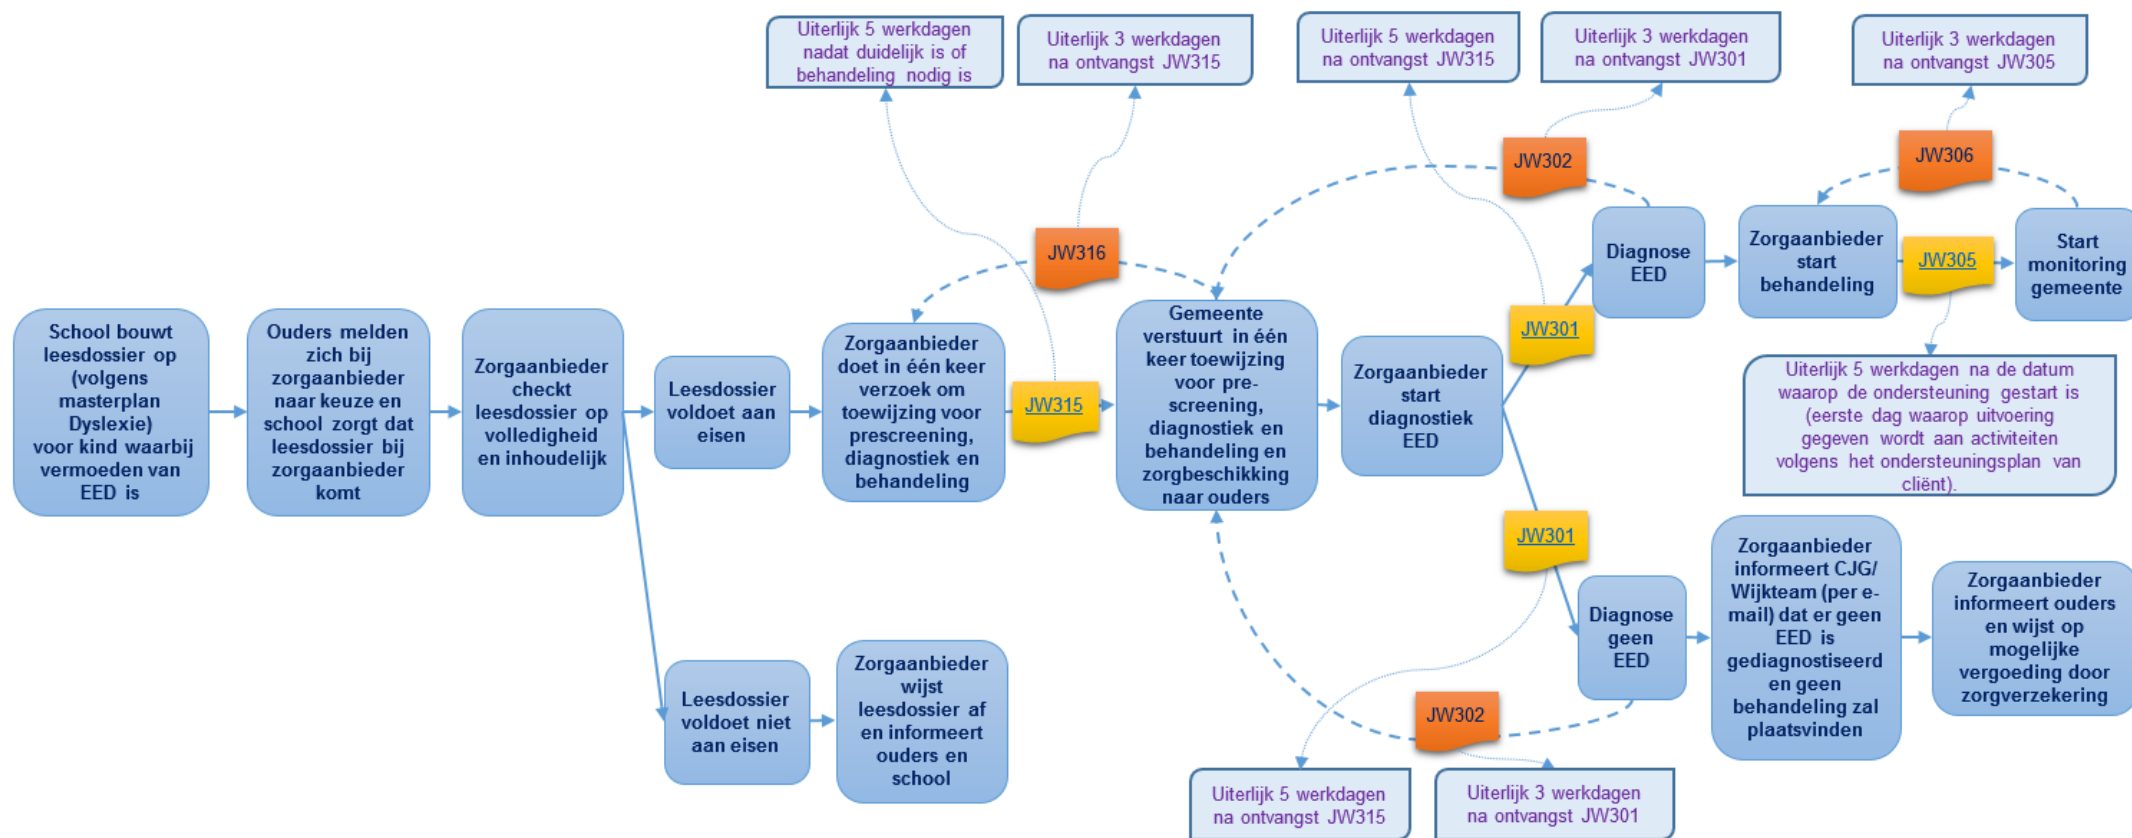 Uiterlijk 5 werkdagen
nadat duidelijk is of
behandeling nodig is
Uiterlijk 3 werkdagen
na ontvangst JW315
Uiterlijk 5 werkdagen
na ontvangst JW315
Uiterlijk 3 werkdagen
na ontvangst JW301
Uiterlijk 3 werkdagen
na ontvangst JW305
JW302
JW306
JW316
School bouwt
leesdossier op
(volgens
masterplan
Dyslexie)
voor kind waarbij
vermoeden van
EED is
Ouders melden
zich bij
zorgaanbieder
naar keuze en
school zorgt dat
leesdossier bij
zorgaanbieder
komt
Zorgaanbieder
checkt
leesdossier op
volledigheid
en inhoudelijk
Leesdossier
voldoet aan
eisen
Zorgaanbieder
doet in één keer
verzoek om
toewijzing voor
prescreening,
diagnostiek en
behandeling
JW315
Gemeente
verstuurt in één
keer toewijzing
voor pre-
screening,
diagnostiek en
behandeling en
zorgbeschikking
naar ouders
Zorgaanbieder
start
diagnostiek
EED
JW301
Diagnose
EED
Zorgaanbieder
start
behandeling
JW305
Start
monitoring
gemeente
Uiterlijk 5 werkdagen na de datum
waarop de ondersteuning gestart is
(eerste dag waarop uitvoering
gegeven wordt aan activiteiten
volgens het ondersteuningsplan van
cliënt).
JW301
Diagnose
geen
EED
Zorgaanbieder
informeert CJG/
Wijkteam (per e-
mail) dat er geen
EED is
gediagnostiseerd
en geen
behandeling zal
plaatsvinden
Zorgaanbieder
informeert ouders
en wijst op
mogelijke
vergoeding door
zorgverzekering
Leesdossier
voldoet niet
aan eisen
Zorgaanbieder
wijst
leesdossier af
en informeert
ouders en
school
JW302
Uiterlijk 5 werkdagen
na ontvangst JW315
Uiterlijk 3 werkdagen
na ontvangst JW301